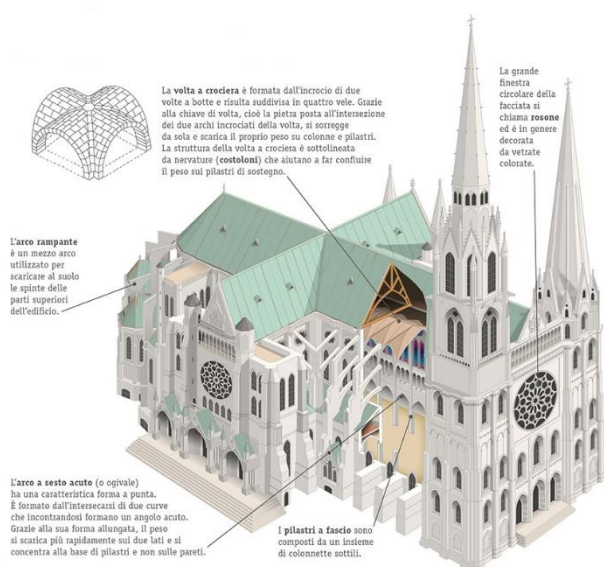 La volta a crociera è formata dall'incrocio di due
volte a botte e risulta suddivisa in quattro vele. Grazie
alla chiave di volta, cioè la pietra posta all'intersezione
dei due archi incrociati della volta, si sorregge
da sola e scarica il proprio peso su colonne e pilastri.
La struttura della volta a crociera è sottolineata
da nervature (costoloni) che aiutano a far confluire
il peso sui pilastri di sostegno.
La grande
finestra
circolare della
facciata si
chiama rosone
ed è in genere
decorata
da vetrate
colorate.
L'arco rampante
è un mezzo arco
utilizzato per
scaricare al suolo
le spinte delle
parti superiori
dell'edificio.
L'arco a sesto acuto (o ogivale)
ha una caratteristica forma a punta.
È formato dall'intersecarsi di due curve
che incontrandosi formano un angolo acuto.
Grazie alla sua forma allungata, il peso
si scarica più rapidamente sui due lati e si
concentra alla base di pilastri e non sulle pareti.
I pilastri a fascio sono
composti da un insieme
di colonnette sottili.